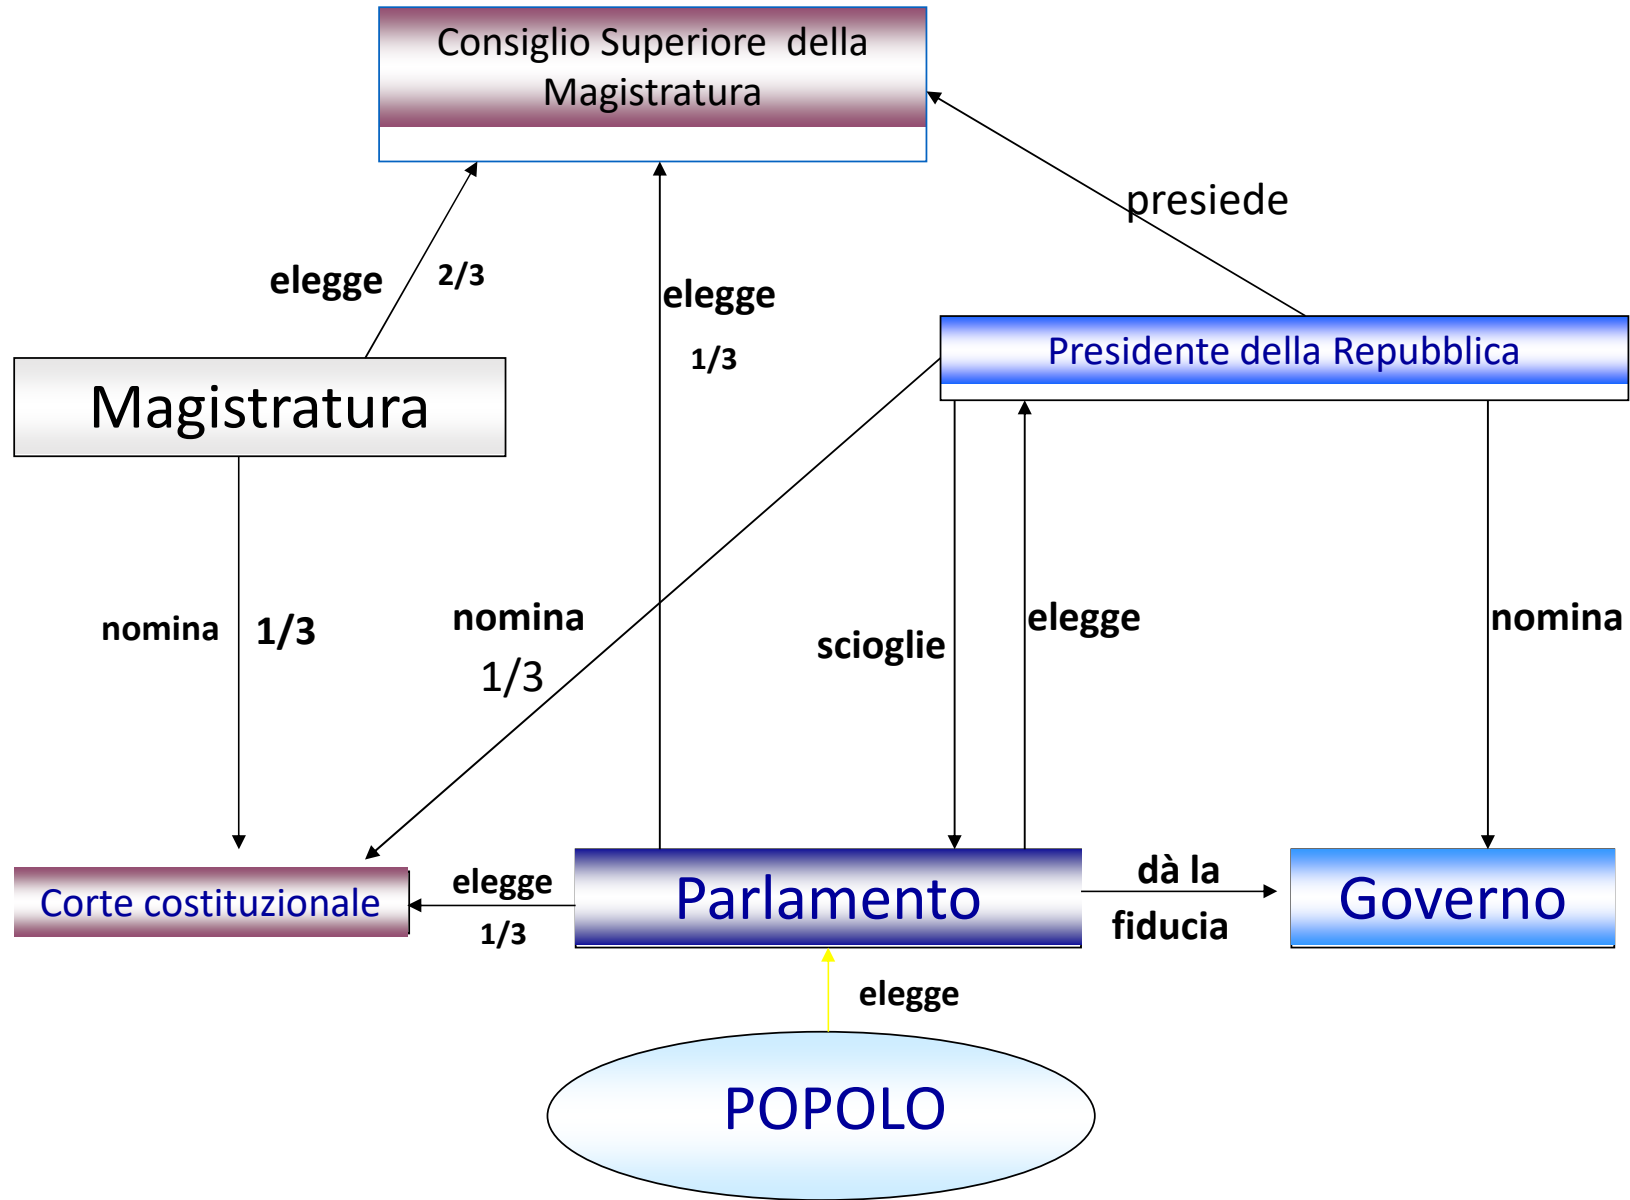 Consiglio Superiore della
Magistratura
presiede
elegge
2/3
elegge
1/3
Presidente della Repubblica
Magistratura
nomina
1/3
nomina
1/3
scioglie
elegge
nomina
Corte costituzionale
elegge
1/3
Parlamento
dà la
fiducia
Governo
elegge
POPOLO